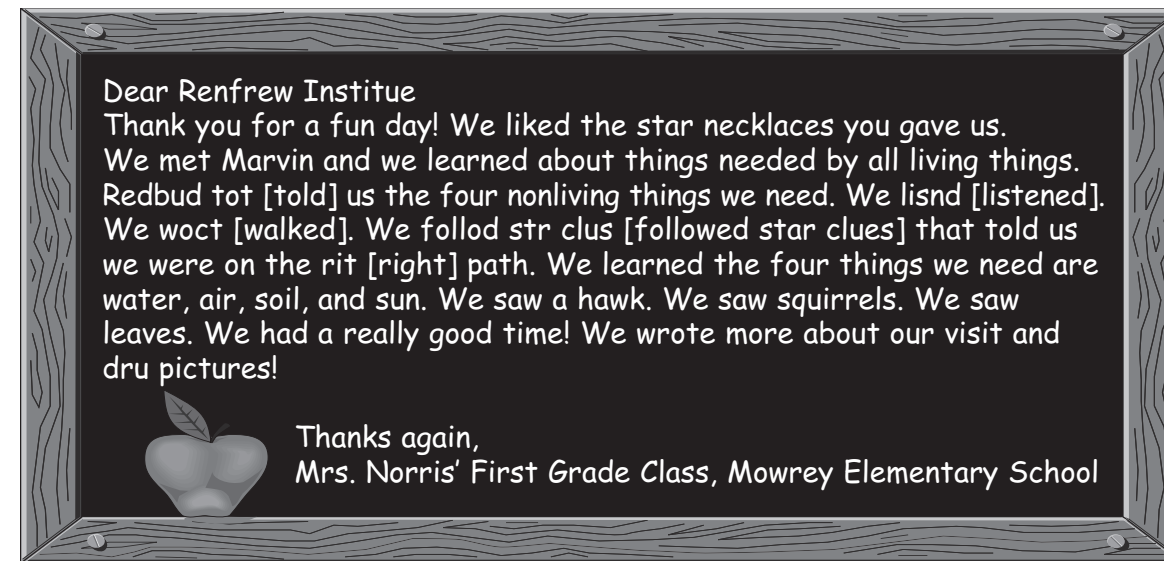 Dear Renfrew Institue
Thank you for a fun day! We liked the star necklaces you gave us.
We met Marvin and we learned about things needed by all living things.
Redbud tot [told] us the four nonliving things we need. We lisnd [listened].
We woct [walked]. We follod str clus [followed star clues] that told us
we were on the rit [right] path. We learned the four things we need are
water, air, soil, and sun. We saw a hawk. We saw squirrels. We saw
leaves. We had a really good time! We wrote more about our visit and
dru pictures!
Thanks again,
Mrs. Norris’ First Grade Class, Mowrey Elementary School